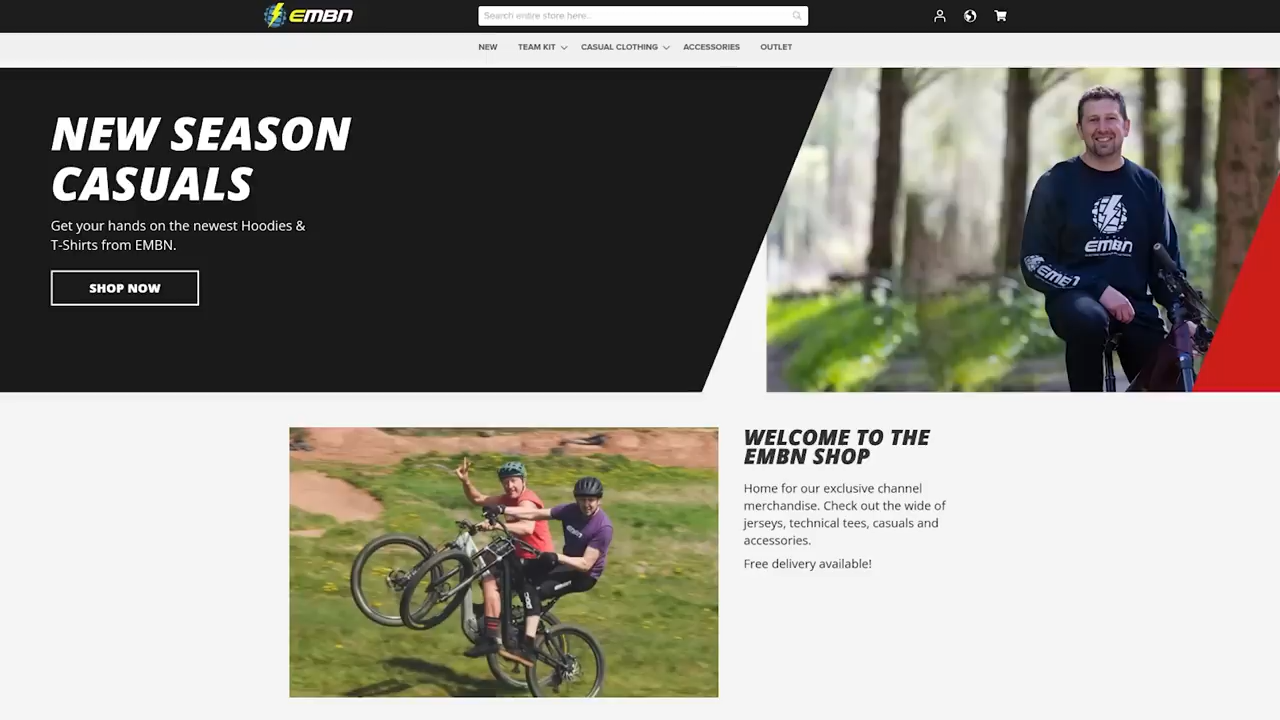 EMBN
Search entire store here...
NEW
TEAM KIT
CASUAL CLOTHING
ACCESSORIES
OUTLET
NEW SEASON
CASUALS
Get your hands on the newest Hoodies &
T-Shirts from EMBN.
SHOP NOW
EMBN
EMBN
WELCOME TO THE
EMBN SHOP
Home for our exclusive channel
merchandise. Check out the wide of
jerseys, technical tees, casuals and
accessories.
Free delivery available!